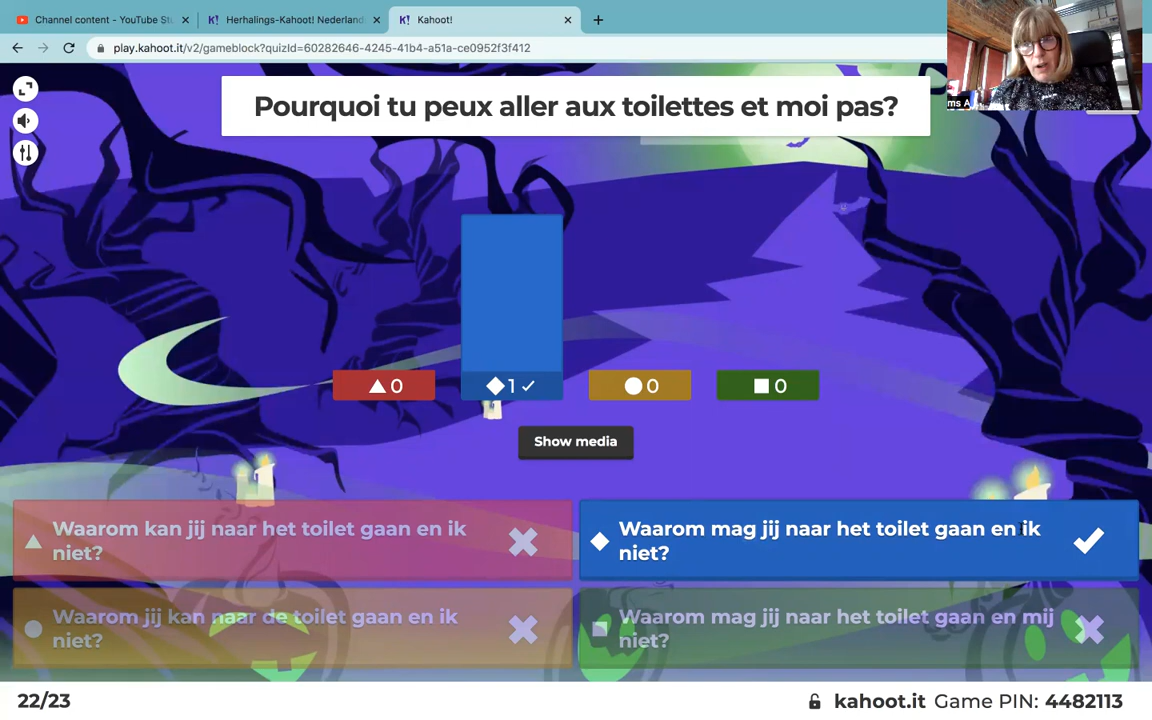 Channel content - YouTube Stu
Herhalings-Kahoot! Nederland
Kahoot!
play.kahoot.it/v2/gameblock?quizId=60282646-4245-41b4-a51a-ce0952f3f412
ms A
Pourquoi tu peux aller aux toilettes et moi pas?
0
1
0
0
Show media
Waarom kan jij naar het toilet gaan en ik
niet?
Waarom mag jij naar het toilet gaan en ik
niet?
Waarom jij kan naar de toilet gaan en ik
niet?
Waarom mag jij naar het toilet gaan en mij
niet?
22/23
kahoot.it Game PIN: 4482113